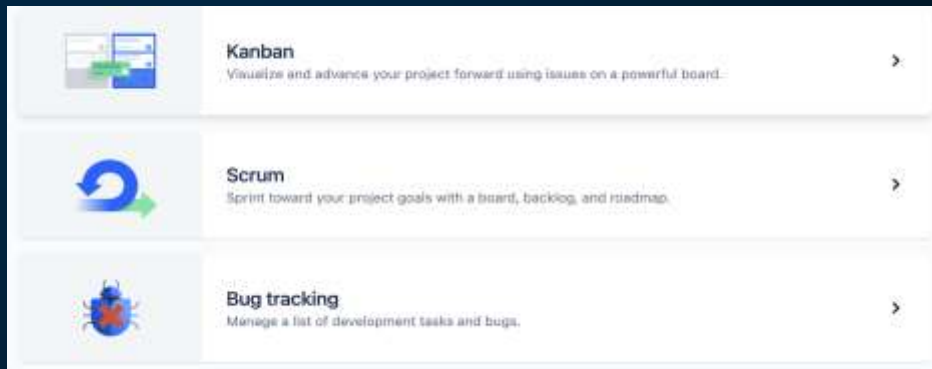 Kanban
Visualize and advance your project forward using issues on a powerful board.
Scrum
Sprint toward your project goals with a board, backlog, and roadmap.
Bug tracking
Manage a list of development tasks and bugs.